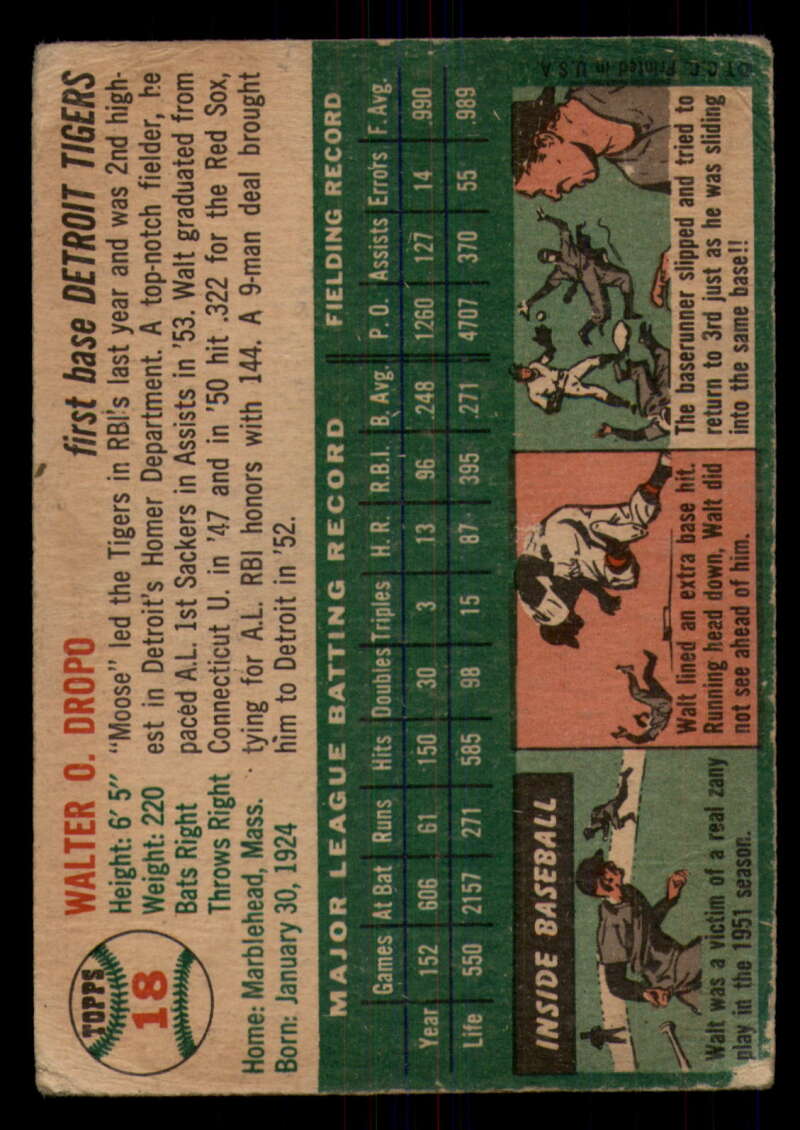 TOPPS
18
WALTER O. DROPO
first base DETROIT TIGERS
Height: 6' 5"
Weight: 220
Bats Right
Throws Right
Home: Marblehead, Mass.
Born: January 30, 1924
"Moose" led the Tigers in RBI's last year and was 2nd high-
est in Detroit's Homer Department. A top-notch fielder, he
paced A.L. 1st Sackers in Assists in '53. Walt graduated from
Connecticut U. in '47 and in '50 hit .322 for the Red Sox,
tying for A.L. RBI honors with 144. A 9-man deal brought
him to Detroit in '52.
MAJOR LEAGUE BATTING RECORD FIELDING RECORD
Games At Bat Runs Hits Doubles Triples H. R. R.B.I. B. Avg. P. O. Assists Errors F. Avg.
Year 152 606 61 150 30 3 13 96 .248 1260 127 14 .990
Life 550 2157 271 585 98 15 87 395 .271 4707 370 55 .989
INSIDE BASEBALL
Walt was a victim of a real zany
play in the 1951 season.
Walt lined an extra base hit.
Running head down, Walt did
not see ahead of him.
The baserunner slipped and tried to
return to 3rd just as he was sliding
into the same base!!
©T.C.G. Printed in U.S.A.